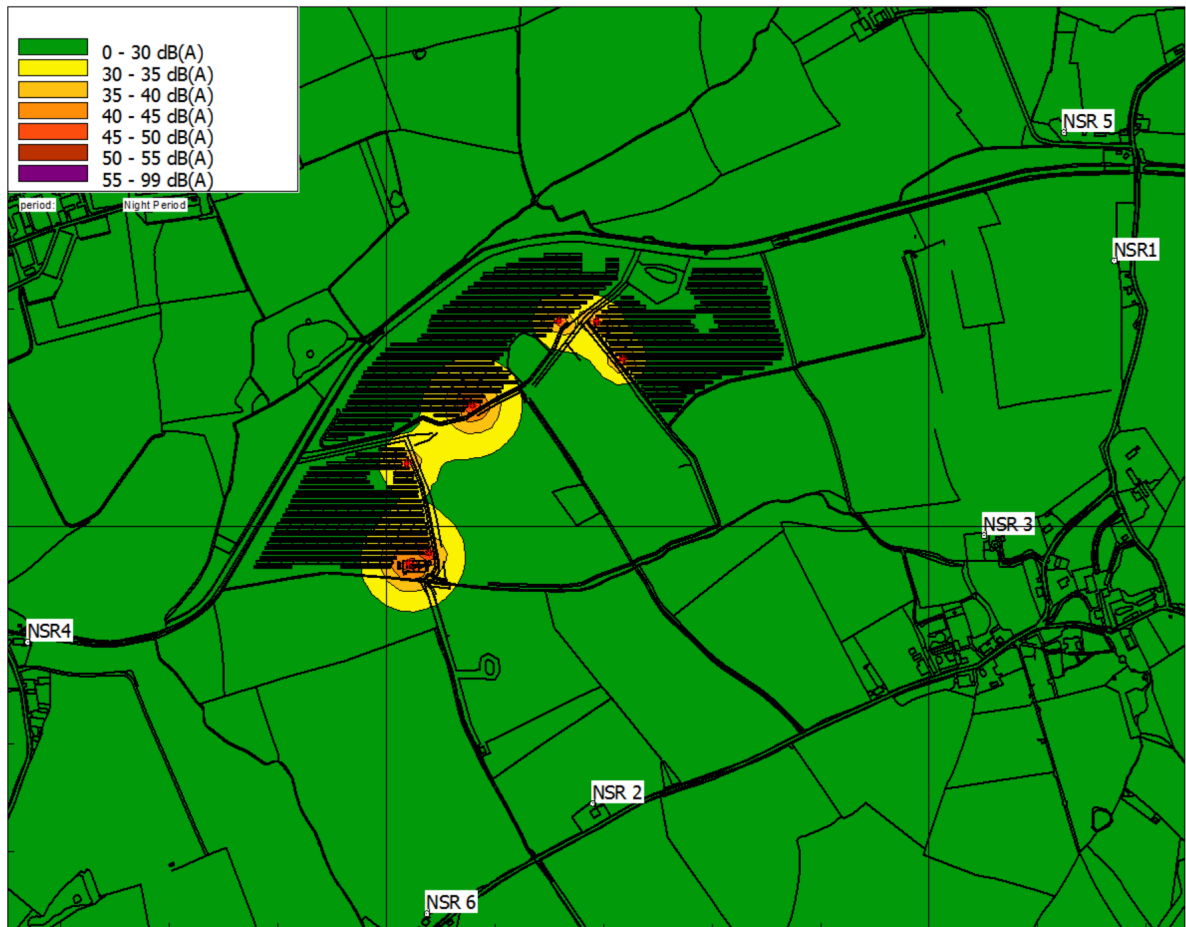 0 - 30 dB(A)
30 - 35 dB(A)
35 - 40 dB(A)
40 - 45 dB(A)
45 - 50 dB(A)
50 - 55 dB(A)
55 - 99 dB(A)
period: Night Period
NSR 5
NSR1
NSR 3
NSR4
NSR 2
NSR 6